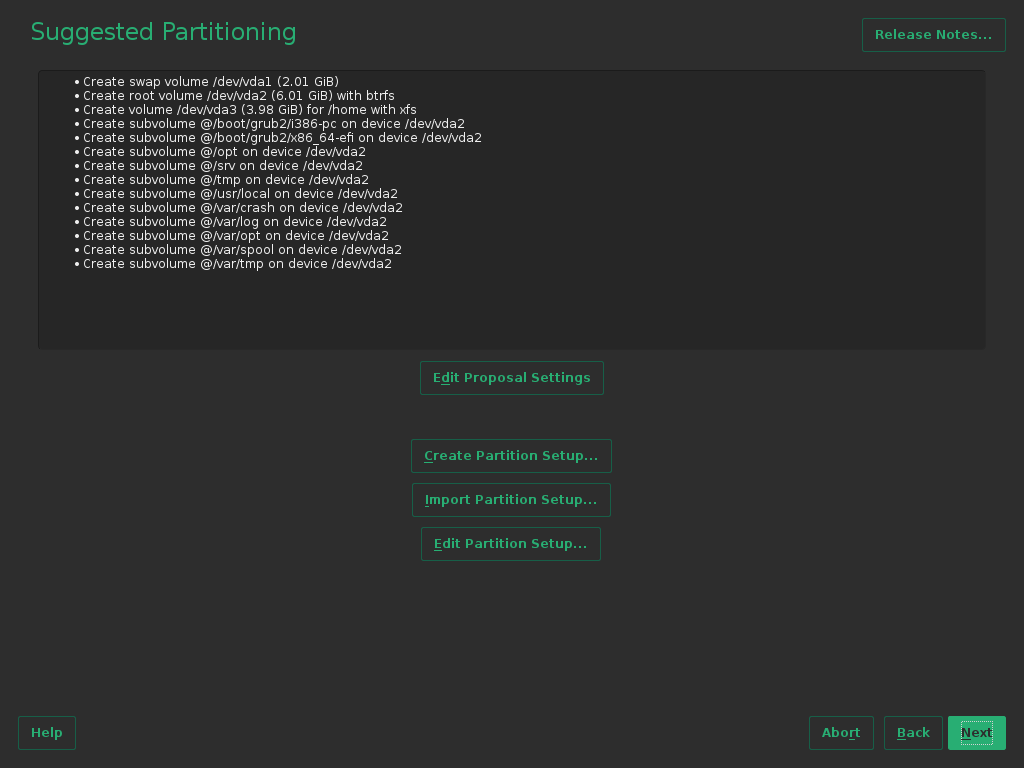 Suggested Partitioning
Release Notes...
• Create swap volume /dev/vda1 (2.01 GiB)
• Create root volume /dev/vda2 (6.01 GiB) with btrfs
• Create volume /dev/vda3 (3.98 GiB) for /home with xfs
• Create subvolume @/boot/grub2/i386-pc on device /dev/vda2
• Create subvolume @/boot/grub2/x86_64-efi on device /dev/vda2
• Create subvolume @/opt on device /dev/vda2
• Create subvolume @/srv on device /dev/vda2
• Create subvolume @/tmp on device /dev/vda2
• Create subvolume @/usr/local on device /dev/vda2
• Create subvolume @/var/crash on device /dev/vda2
• Create subvolume @/var/log on device /dev/vda2
• Create subvolume @/var/opt on device /dev/vda2
• Create subvolume @/var/spool on device /dev/vda2
• Create subvolume @/var/tmp on device /dev/vda2
Edit Proposal Settings
Create Partition Setup...
Import Partition Setup...
Edit Partition Setup...
Help
Abort
Back
Next